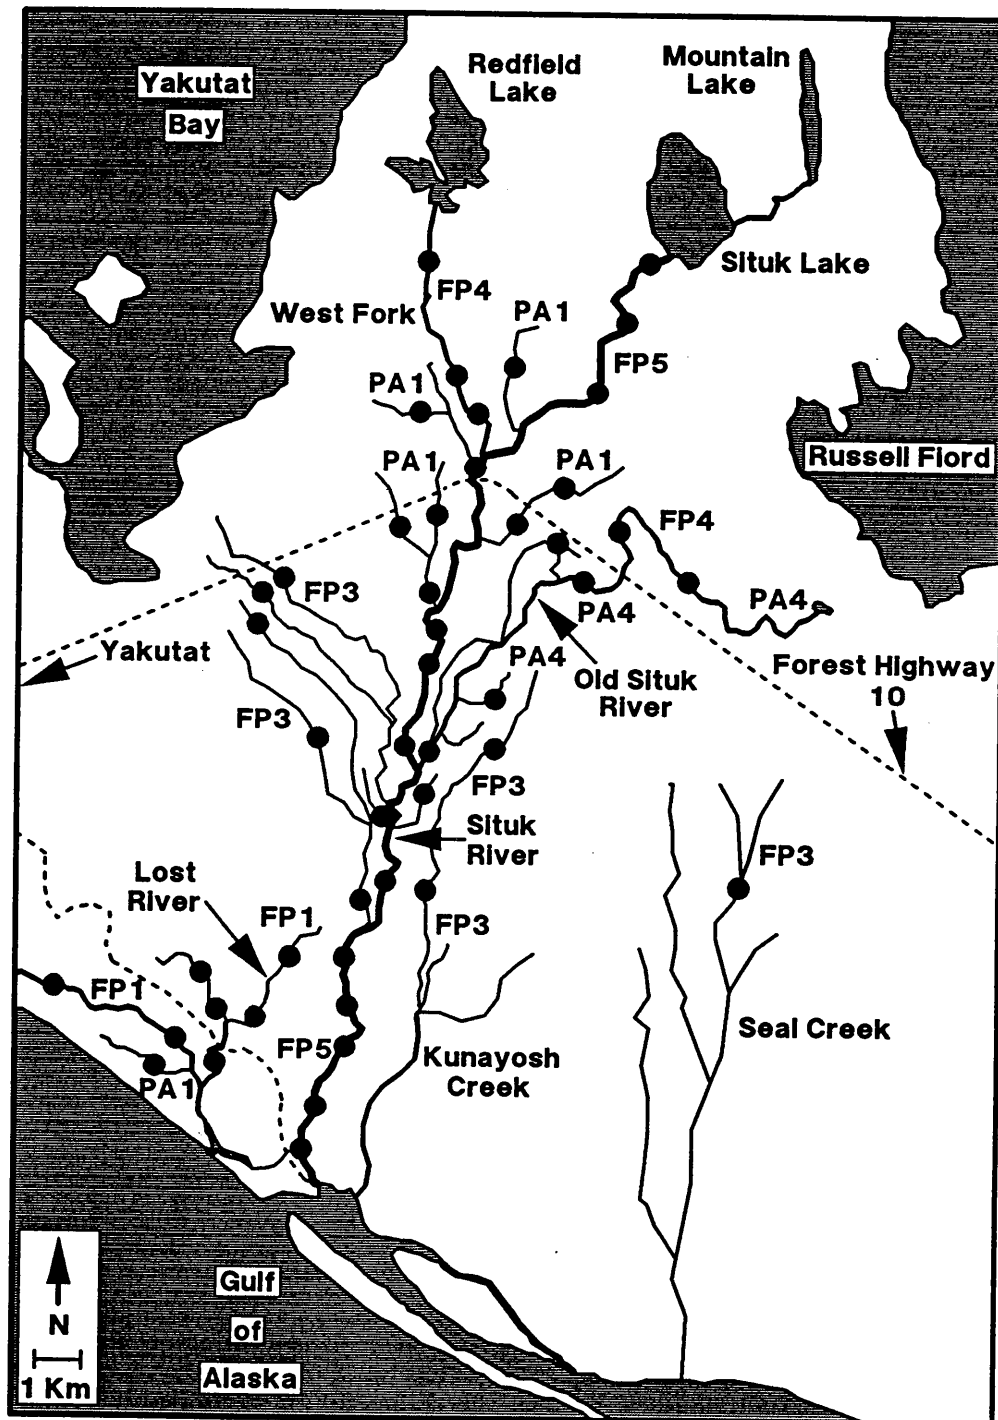 Redfield
Lake
Mountain
Lake
Yakutat
Bay
Situk Lake
FP4
West Fork
PA1
FP5
PA1
PA1
PA1
Russell Fiord
FP4
FP3
PA4
PA4
Yakutat
PA4
Old Situk
River
Forest Highway
10
FP3
FP3
Situk
River
FP3
Lost
River
FP1
FP3
FP1
Seal Creek
FP5
Kunayosh
Creek
PA1
Gulf
of
Alaska
N
1 Km